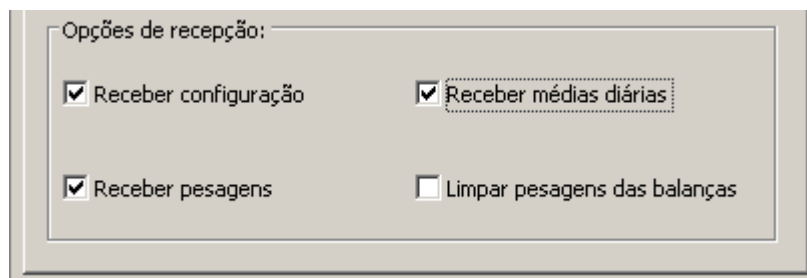 Opções de recepção:
Receber configuração
Receber médias diárias
Receber pesagens
Limpar pesagens das balanças